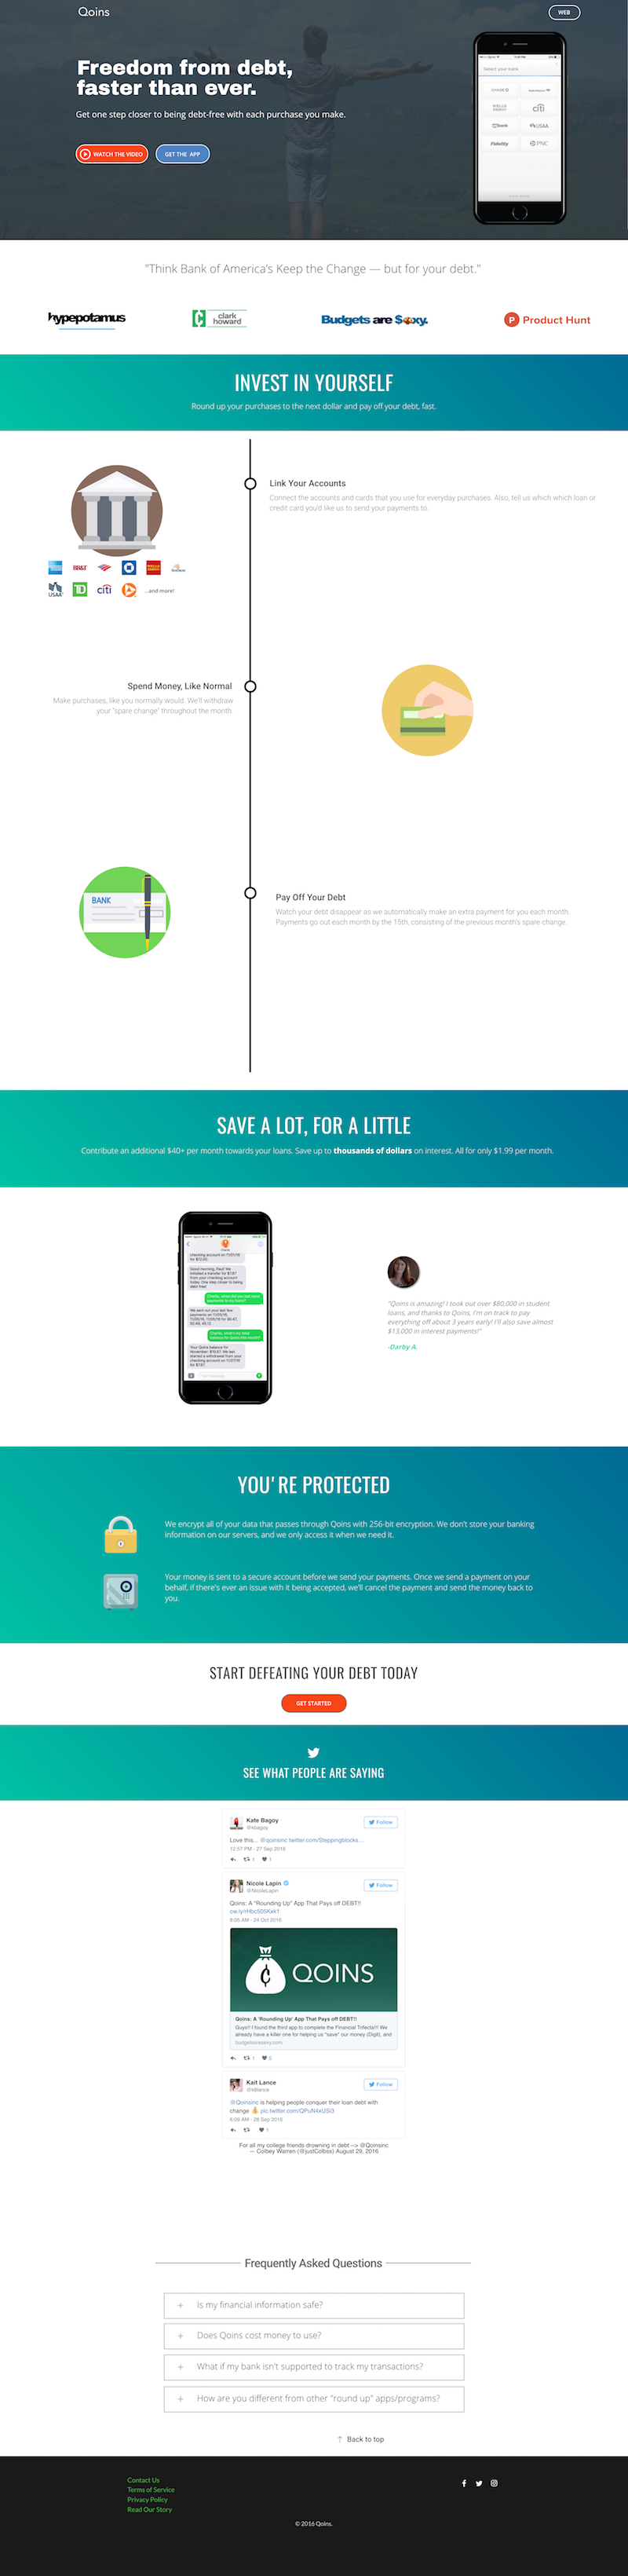 Qoins
WEB
Freedom from debt,
faster than ever.
Get one step closer to being debt-free with each purchase you make.
WATCH THE VIDEO
GET THE APP
Select your bank
CHASE
WELLS FARGO
citi
usbank
USAA
Fidelity
PNC
"Think Bank of America's Keep the Change — but for your debt."
hypepotamus
clark
howard
Budgets are $exy.
Product Hunt
INVEST IN YOURSELF
Round up your purchases to the next dollar and pay off your debt, fast.
Link Your Accounts
Connect the accounts and cards that you use for everyday purchases. Also, tell us which which loan or
credit card you'd like us to send your payments to.
USAA
TD
citi
...and more!
Spend Money, Like Normal
Make purchases, like you normally would. We'll withdraw
your "spare change" throughout the month.
BANK
Pay Off Your Debt
Watch your debt disappear as we automatically make an extra payment for you each month.
Payments go out each month by the 15th, consisting of the previous month's spare change
SAVE A LOT, FOR A LITTLE
Contribute an additional $40+ per month towards your loans. Save up to thousands of dollars on interest. All for only $1.99 per month.
"Qoins is amazing! I took out over $80,000 in student
loans, and thanks to Qoins, I'm on track to pay
everything off about 3 years early! I'll also save almost
$13,000 in interest payments!"
-Darby A.
YOU'RE PROTECTED
We encrypt all of your data that passes through Qoins with 256-bit encryption. We don't store your banking
information on our servers, and we only access it when we need it.
Your money is sent to a secure account before we send your payments. Once we send a payment on your
behalf, if there's ever an issue with it being accepted, we'll cancel the payment and send the money back to
you.
START DEFEATING YOUR DEBT TODAY
GET STARTED
SEE WHAT PEOPLE ARE SAYING
Kate Bagoy
@kbagoy
Follow
Love this... @qoinsinc twitter.com/Steppingblocks...
12:57 PM - 27 Sep 2016
1 1
Nicole Lapin
@NicoleLapin
Follow
Qoins: A "Rounding Up" App That Pays off DEBT!!
8:05 AM - 24 Oct 2016
QOINS
Qoins: A 'Rounding Up' App That Pays off DEBT!!
Guys!! I found the third app to complete the Financial Trifecta!!! We
already have a killer one for helping us "save" our money (Digit), and
budgetsaresexy.com
1 5
Kait Lance
Follow
@Qoinsinc is helping people conquer their loan debt with
change pic.twitter.com/QPuN4xUSi3
6:09 AM - 28 Sep 2016
1
For all my college friends drowning in debt --> @Qoinsinc
— Colbey Warren (@justColbss) August 29, 2016
Frequently Asked Questions
+ Is my financial information safe?
+ Does Qoins cost money to use?
+ What if my bank isn't supported to track my transactions?
+ How are you different from other "round up" apps/programs?
↑ Back to top
Contact Us
Terms of Service
Privacy Policy
Read Our Story
© 2016 Qoins.